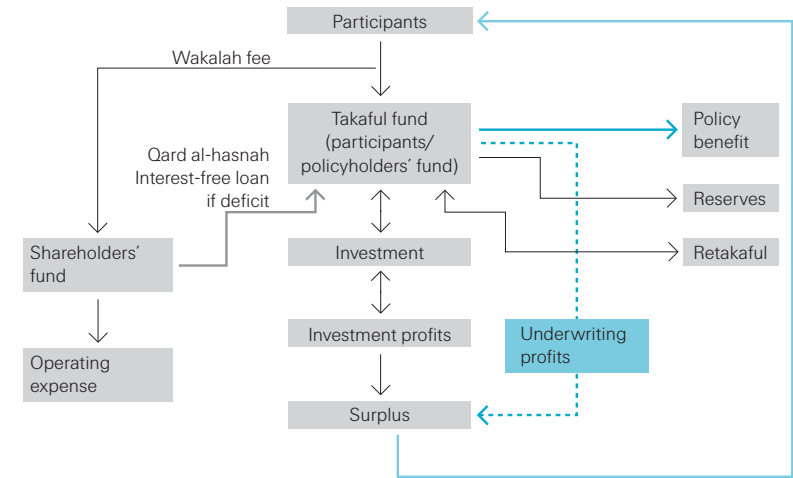 Participants
Wakalah fee
Takaful fund
(participants/
policyholders’ fund)
Policy
benefit
Qard al-hasnah
Interest-free loan
if deficit
Reserves
Shareholders’
fund
Investment
Retakaful
Investment profits
Underwriting
profits
Operating
expense
Surplus